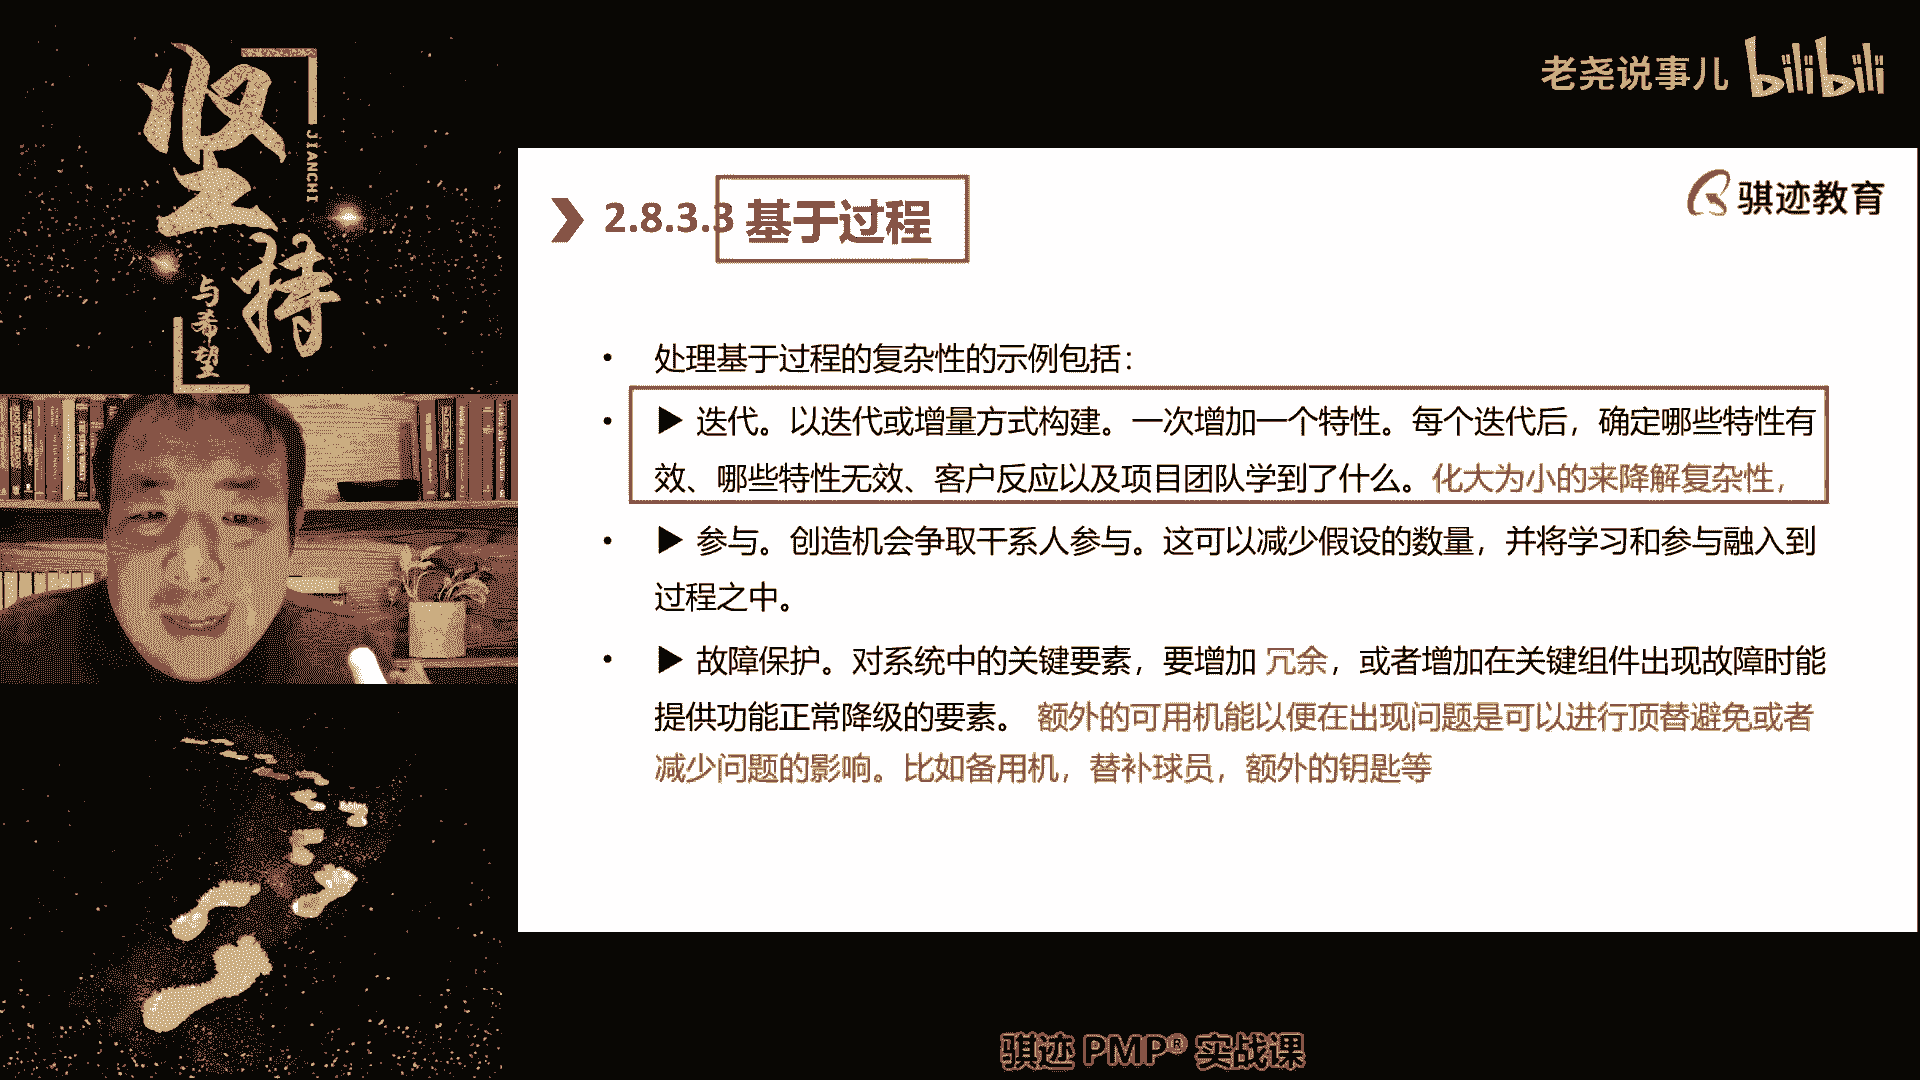 坚持
JIANCHI
与希望
老尧说事儿 bilibili
骐迹教育
2.8.3.3 基于过程
• 处理基于过程的复杂性的示例包括：
• ▶ 迭代。以迭代或增量方式构建。一次增加一个特性。每个迭代后，确定哪些特性有
效、哪些特性无效、客户反应以及项目团队学到了什么。化大为小的来降解复杂性，
• ▶ 参与。创造机会争取干系人参与。这可以减少假设的数量，并将学习和参与融入到
过程之中。
• ▶ 故障保护。对系统中的关键要素，要增加 冗余，或者增加在关键组件出现故障时能
提供功能正常降级的要素。 额外的可用机能以便在出现问题是可以进行顶替避免或者
减少问题的影响。比如备用机，替补球员，额外的钥匙等
骐迹 PMP® 实战课